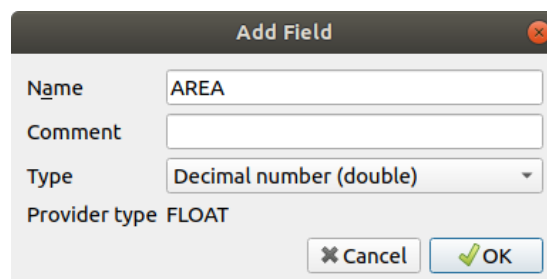 Add Field
Name AREA
Comment
Type Decimal number (double)
Provider type FLOAT
Cancel OK